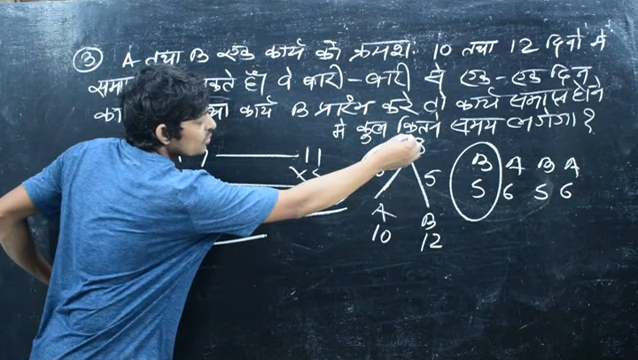 ③ A तथा B एक कार्य को क्रमशः 10 तथा 12 दिनों मे
समा कते हैं। वे बारी-बारी से एक-एक दिन
का कार्य B प्रारंभ करे तो कार्य समाप्त होने
मे कुल कितने समय लगेगा?
11
5
A
10
B
12
B A B A
5 6 5 6